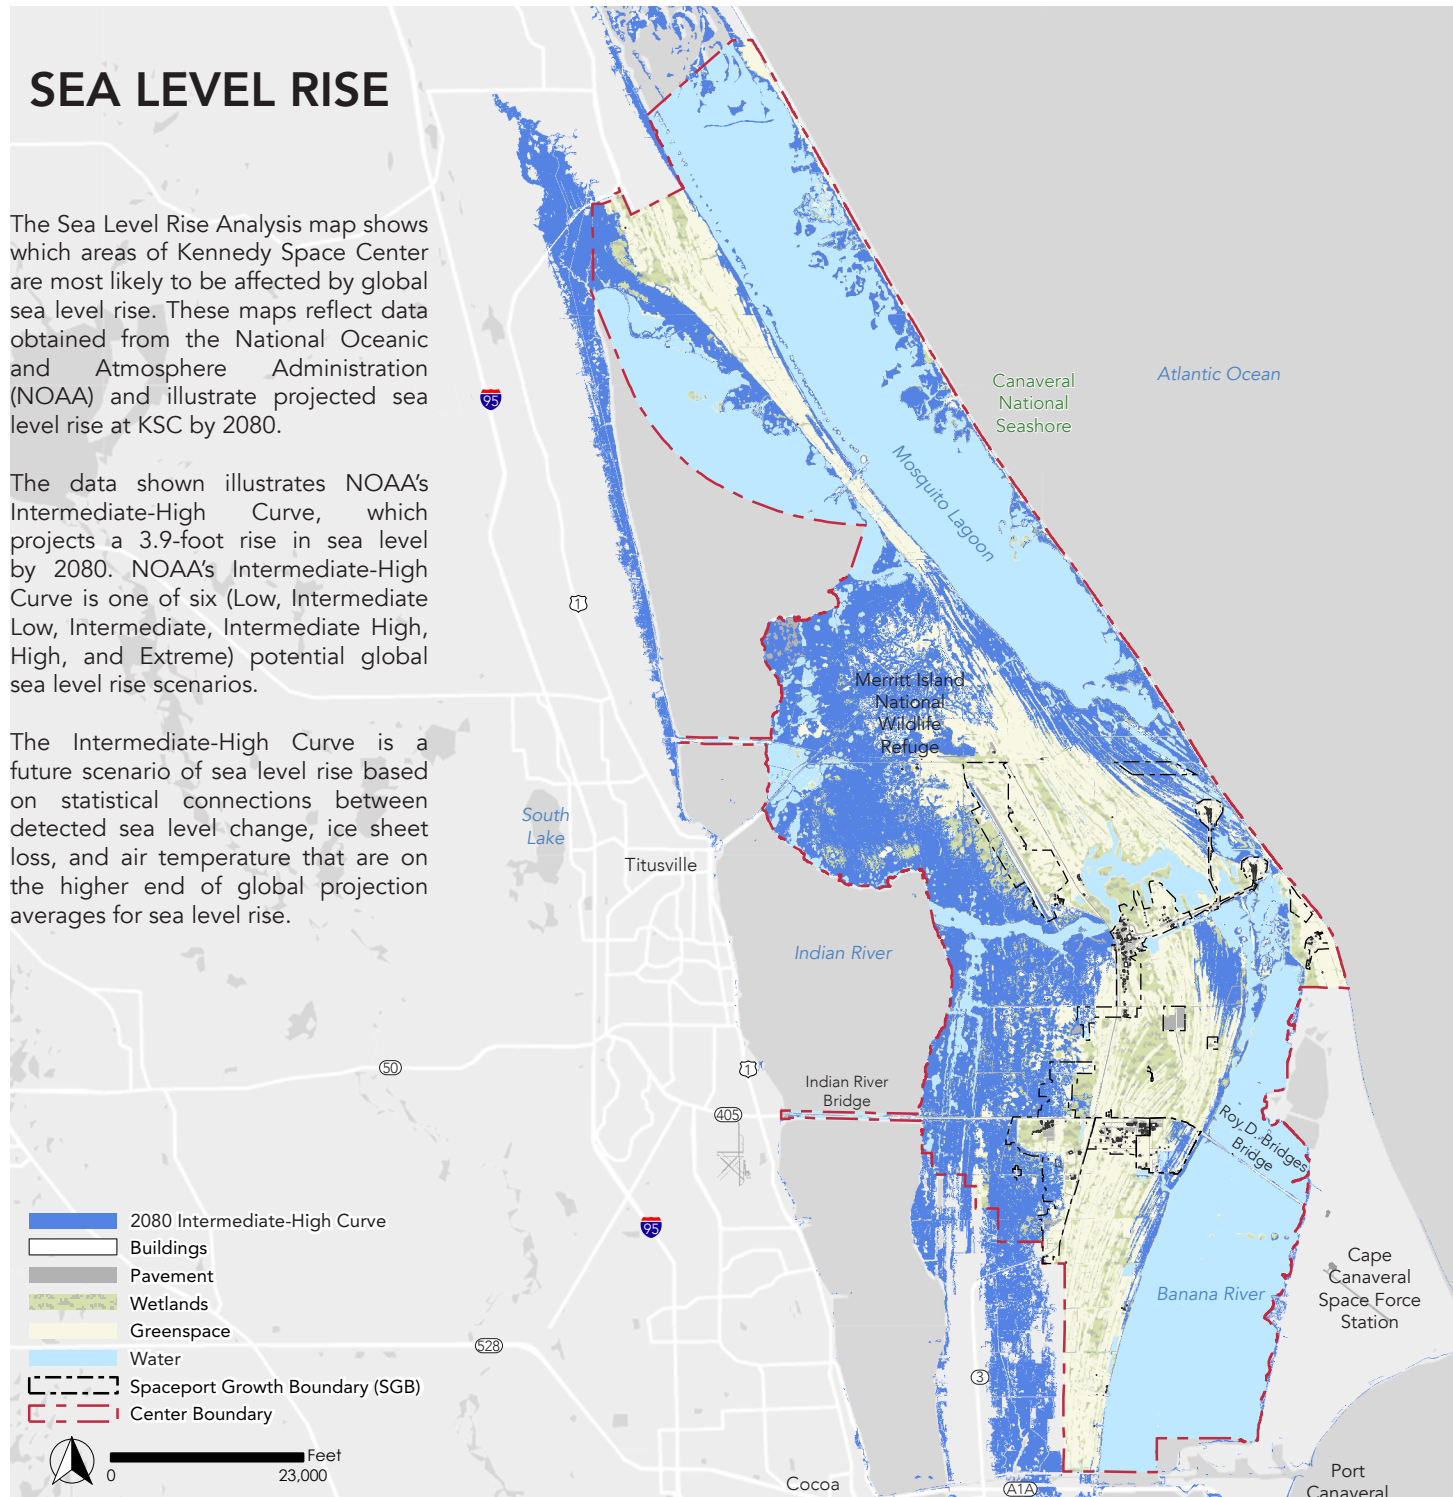 SEA LEVEL RISE
The Sea Level Rise Analysis map shows
which areas of Kennedy Space Center
are most likely to be affected by global
sea level rise. These maps reflect data
obtained from the National Oceanic
and Atmosphere Administration
(NOAA) and illustrate projected sea
level rise at KSC by 2080.
The data shown illustrates NOAA's
Intermediate-High Curve, which
projects a 3.9-foot rise in sea level
by 2080. NOAA's Intermediate-High
Curve is one of six (Low, Intermediate
Low, Intermediate, Intermediate High,
High, and Extreme) potential global
sea level rise scenarios.
The Intermediate-High Curve is a
future scenario of sea level rise based
on statistical connections between
detected sea level change, ice sheet
loss, and air temperature that are on
the higher end of global projection
averages for sea level rise.
95
Canaveral
National
Seashore
Atlantic Ocean
Mosquito Lagoon
1
Merritt Island
National
Wildlife
Refuge
South
Lake
Titusville
Indian River
50
1
Indian River
Bridge
405
Roy D. Bridges
Bridge
95
Banana River
Cape
Canaveral
Space Force
Station
528
3
Cocoa
A1A
Port
Canaveral
2080 Intermediate-High Curve
Buildings
Pavement
Wetlands
Greenspace
Water
Spaceport Growth Boundary (SGB)
Center Boundary
Feet
0 23,000